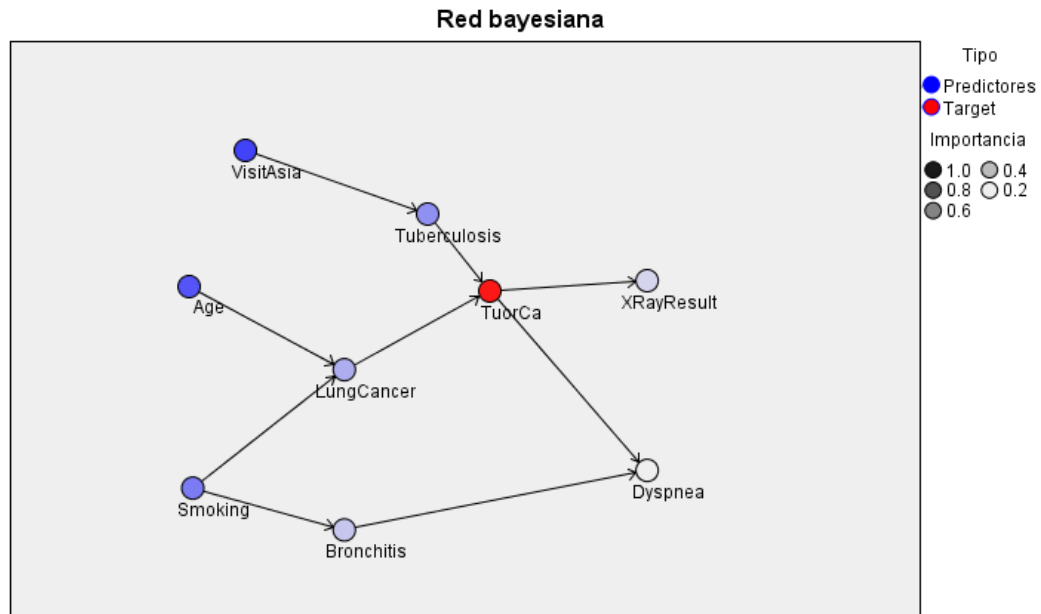 Red bayesiana
Tipo
Predictores
Target
Importancia
1.0 0.4
0.8 0.2
0.6
VisitAsia
Tuberculosis
Age
TuorCa
XRayResult
LungCancer
Smoking
Dyspnea
Bronchitis